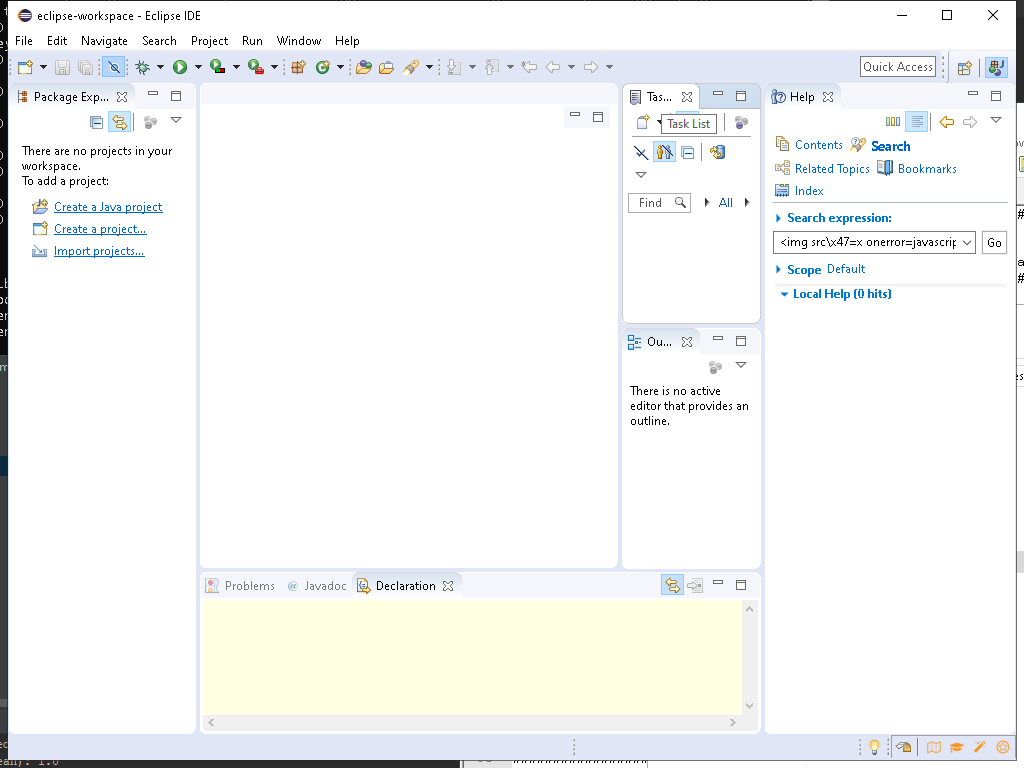 eclipse-workspace - Eclipse IDE
File Edit Navigate Search Project Run Window Help
Quick Access
Package Exp...
There are no projects in your
workspace.
To add a project:
Create a Java project
Create a project...
Import projects...
Tas...
Task List
Find
All
Ou...
There is no active
editor that provides an
outline.
Help
Contents Search
Related Topics Bookmarks
Index
Search expression:
<img src\x47=x onerror=javascrip
Go
Scope Default
Local Help (0 hits)
Problems @ Javadoc Declaration